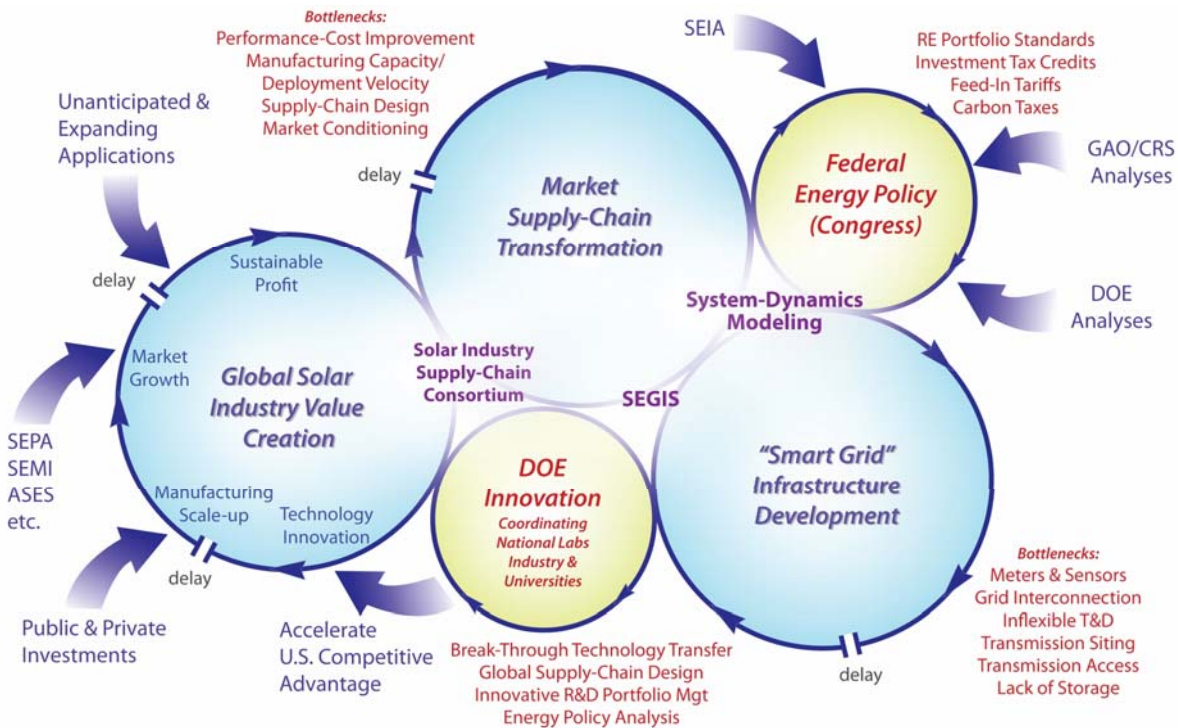 Bottlenecks:
Performance-Cost Improvement
Manufacturing Capacity/
Deployment Velocity
Supply-Chain Design
Market Conditioning
SEIA
RE Portfolio Standards
Investment Tax Credits
Feed-In Tariffs
Carbon Taxes
Unanticipated &
Expanding
Applications
delay
Market
Supply-Chain
Transformation
Federal
Energy Policy
(Congress)
GAO/CRS
Analyses
delay
Sustainable
Profit
System-Dynamics
Modeling
DOE
Analyses
Market
Growth
Global Solar
Industry Value
Creation
Solar Industry
Supply-Chain
Consortium
SEGIS
SEPA
SEMI
ASES
etc.
Manufacturing
Scale-up
Technology
Innovation
DOE
Innovation
Coordinating
National Labs
Industry &
Universities
“Smart Grid”
Infrastructure
Development
delay
Bottlenecks:
Meters & Sensors
Grid Interconnection
Inflexible T&D
Transmission Siting
Transmission Access
Lack of Storage
Public & Private
Investments
Accelerate
U.S. Competitive
Advantage
Break-Through Technology Transfer
Global Supply-Chain Design
Innovative R&D Portfolio Mgt
Energy Policy Analysis
delay